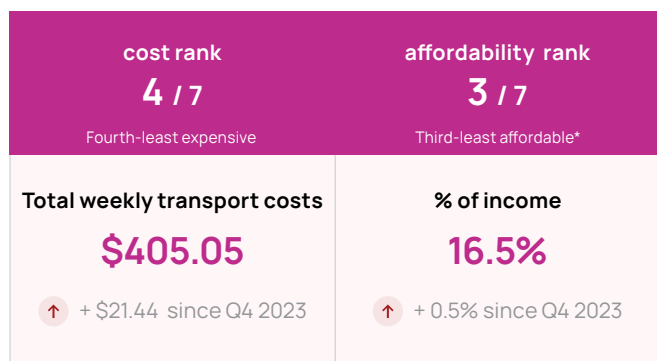 cost rank
4 / 7
Fourth-least expensive
affordability rank
3 / 7
Third-least affordable*
Total weekly transport costs
$405.05
+ $21.44 since Q4 2023
% of income
16.5%
+ 0.5% since Q4 2023